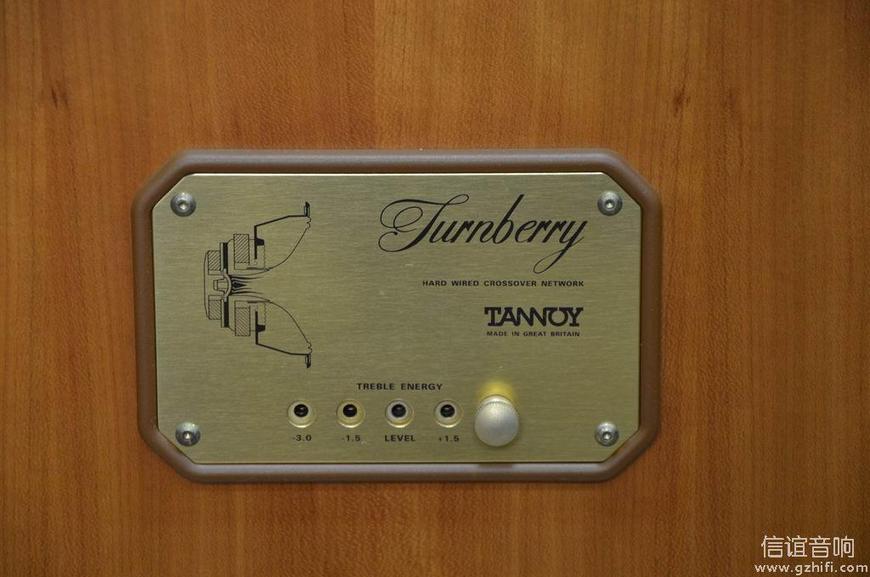 Turnberry
HARD WIRED CROSSOVER NETWORK
TANNOY
MADE IN GREAT BRITAIN
TREBLE ENERGY
-3.0 -1.5 LEVEL +1.5
信谊音响
www.gzhifi.com